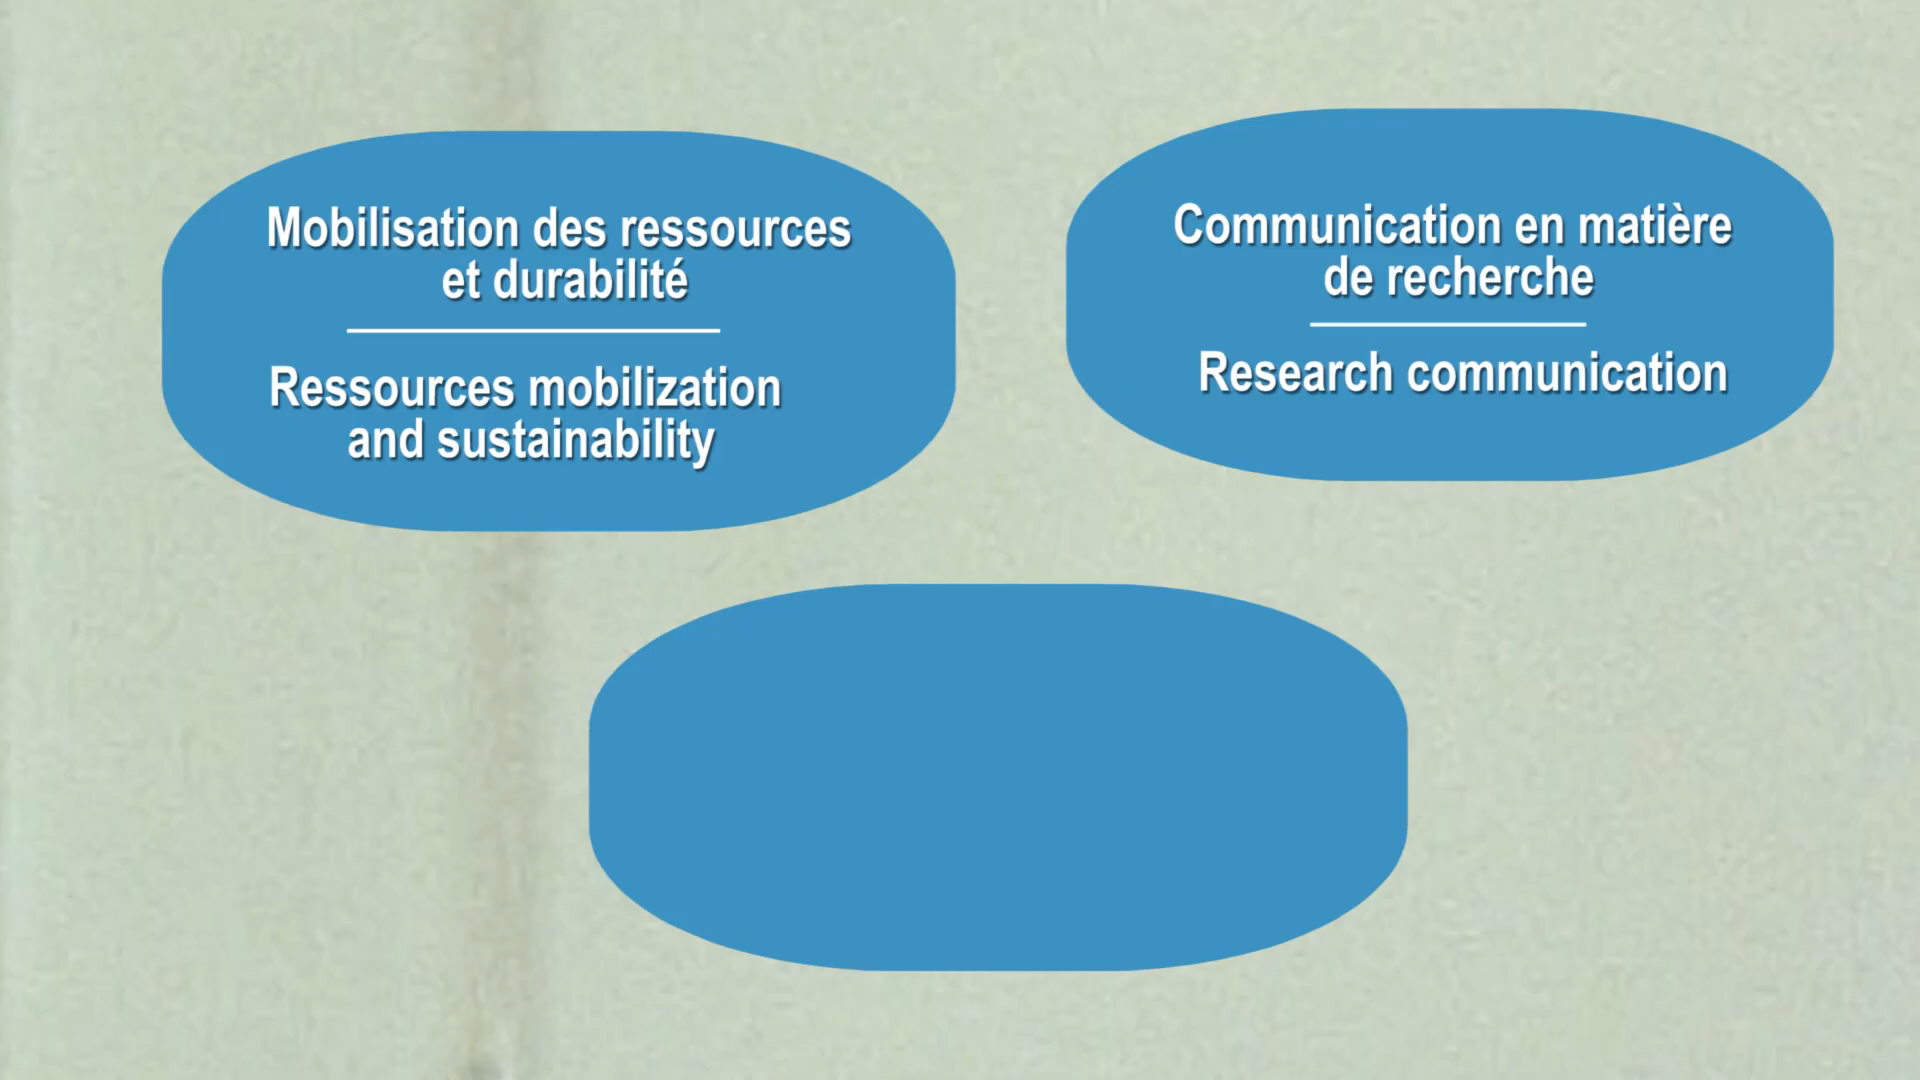 Mobilisation des ressources
et durabilité
Ressources mobilization
and sustainability
Communication en matière
de recherche
Research communication